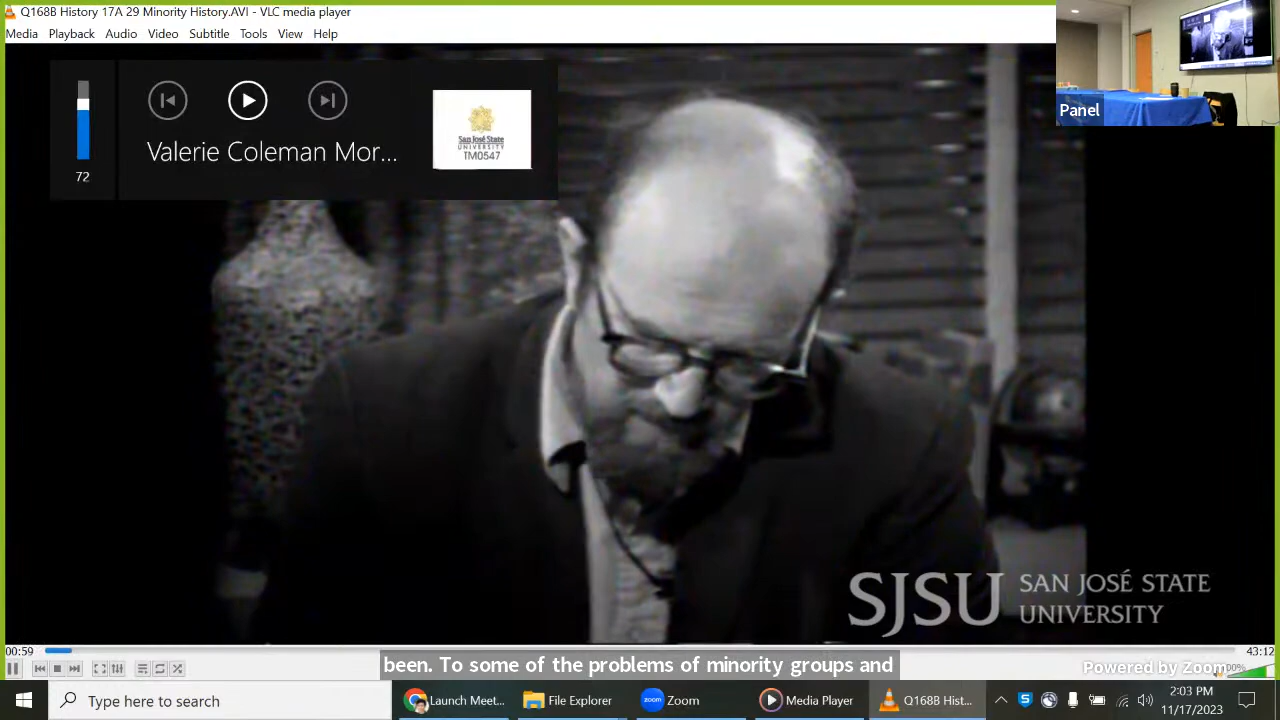 Q168B History 17A 29 Minority History.AVI - VLC media player
Media Playback Audio Video Subtitle Tools View Help
Panel
Valerie Coleman Mor...
San José State
UNIVERSITY
TM0547
72
SJSU SAN JOSÉ STATE
UNIVERSITY
00:59
43:12
been. To some of the problems of minority groups and
Powered by Zoom
Type here to search
Launch Meet...
File Explorer
zoom
Zoom
Media Player
Q168B Hist...
2:03 PM
11/17/2023